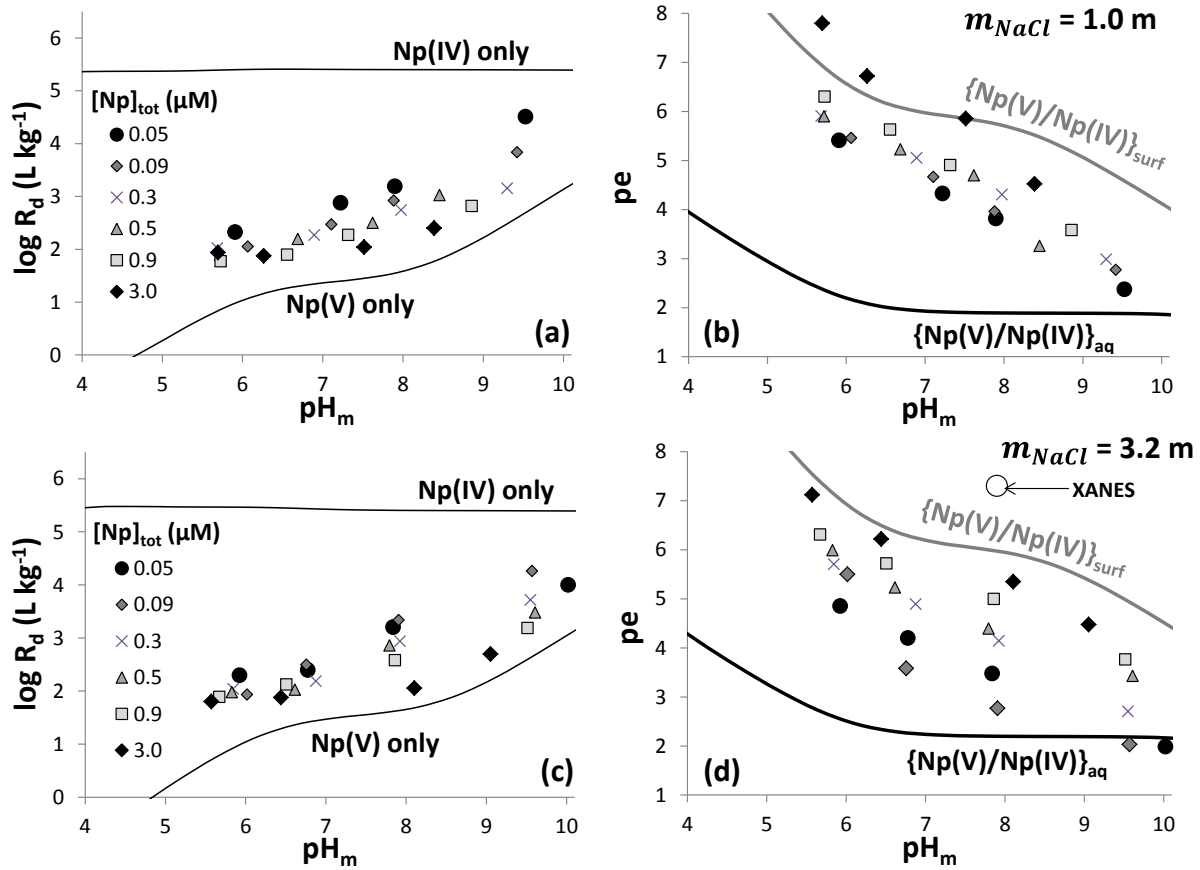 6
5
4
3
2
1
0
log R_d (L kg⁻¹)
Np(IV) only
[Np]_tot (μM)
0.05
0.09
0.3
0.5
0.9
3.0
Np(V) only
(a)
4 5 6 7 8 9 10
pH_m
8
7
6
5
4
3
2
1
pe
m_NaCl = 1.0 m
{Np(V)/Np(IV)}_surf
(b)
{Np(V)/Np(IV)}_aq
4 5 6 7 8 9 10
pH_m
6
5
4
3
2
1
0
log R_d (L kg⁻¹)
Np(IV) only
[Np]_tot (μM)
0.05
0.09
0.3
0.5
0.9
3.0
Np(V) only
(c)
4 5 6 7 8 9 10
pH_m
8
7
6
5
4
3
2
1
pe
m_NaCl = 3.2 m
XANES
{Np(V)/Np(IV)}_surf
(d)
{Np(V)/Np(IV)}_aq
4 5 6 7 8 9 10
pH_m